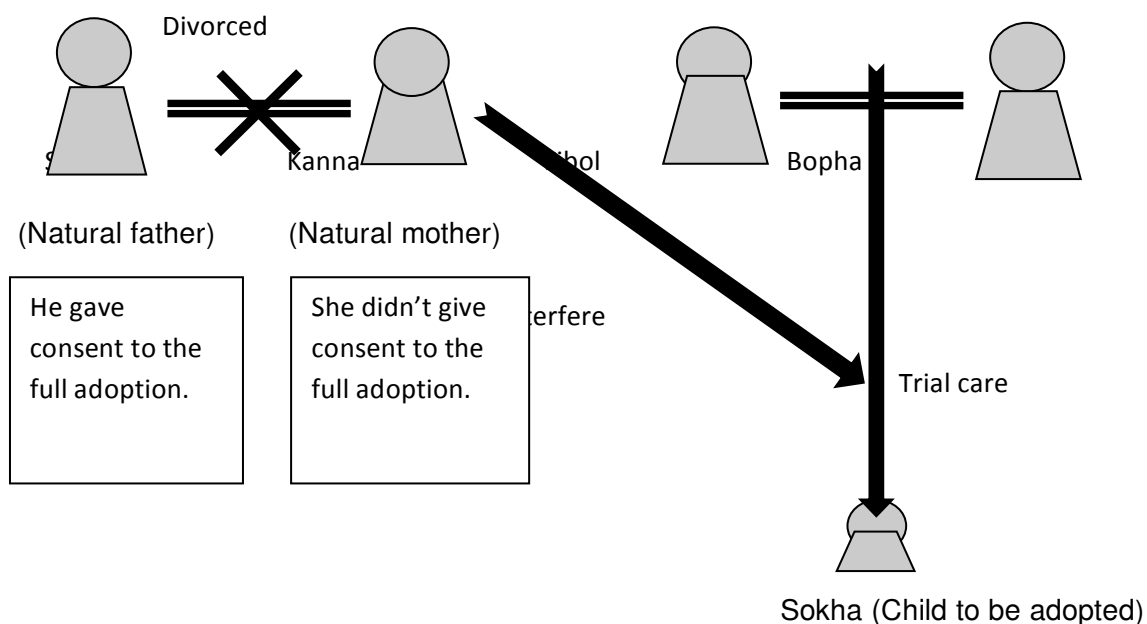 Divorced
Kanna
Bopha
(Natural father)
(Natural mother)
He gave
consent to the
full adoption.
She didn’t give
consent to the
full adoption.
Trial care
Sokha (Child to be adopted)